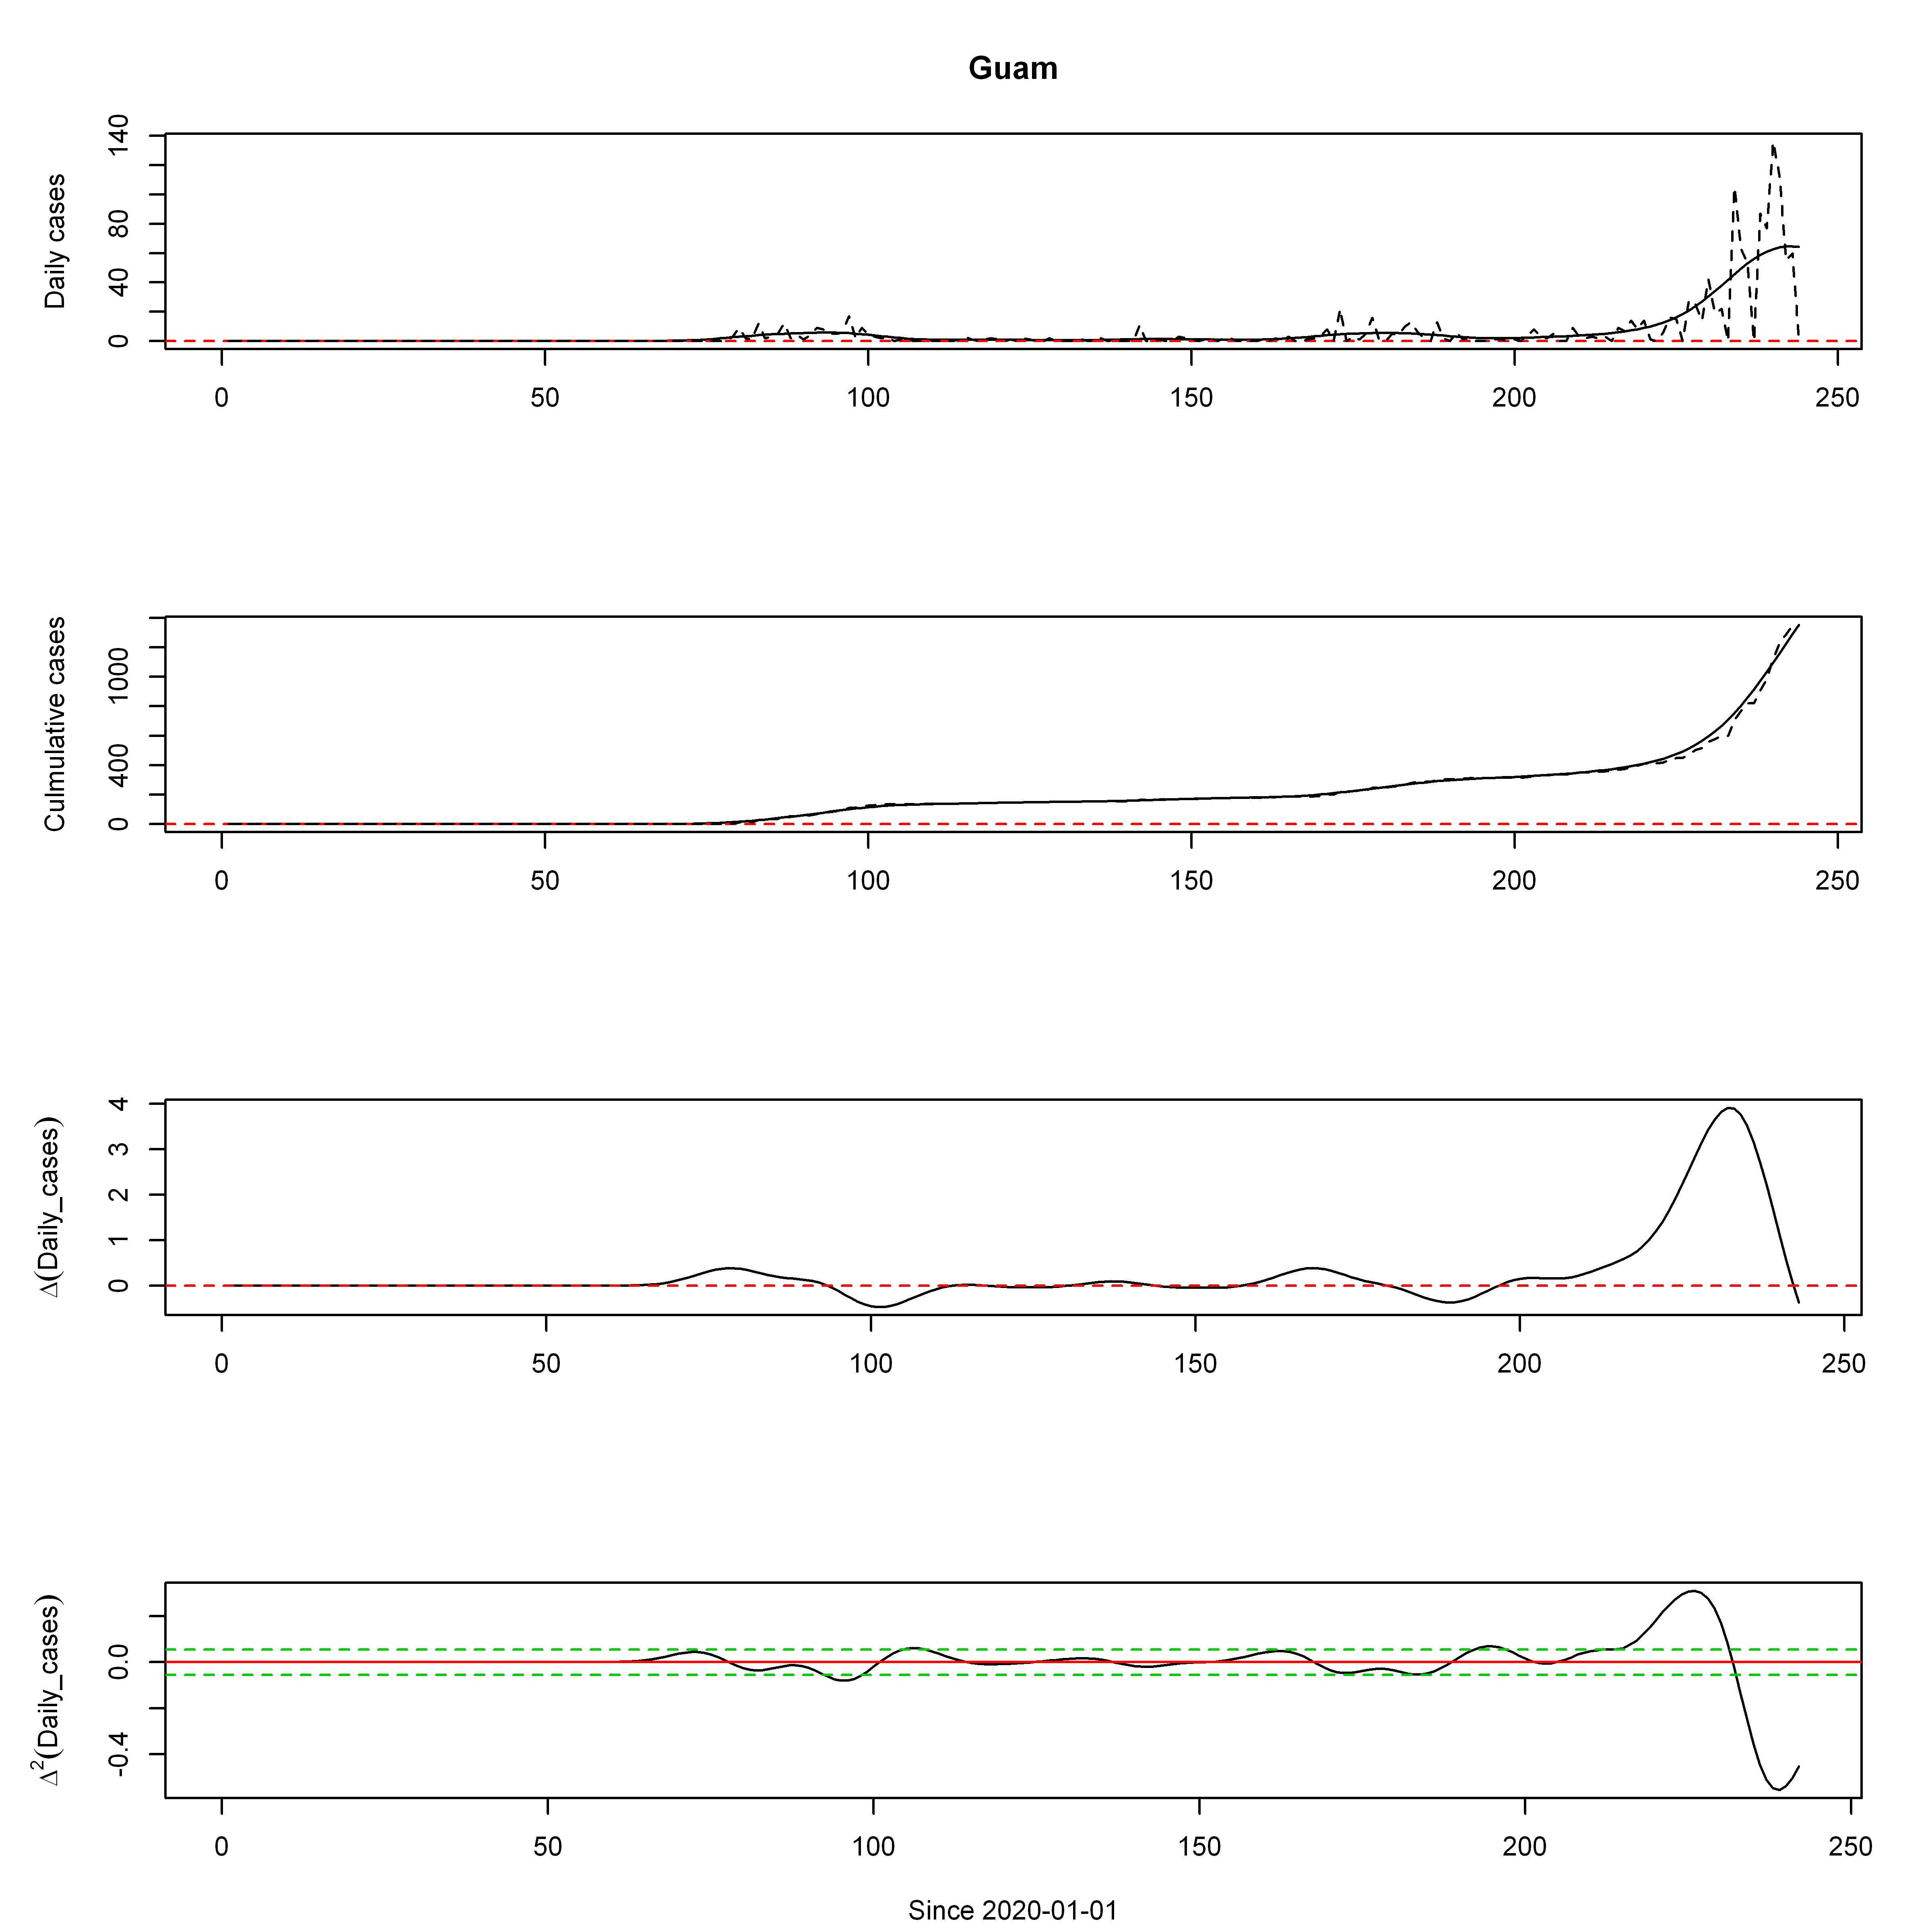 Guam
Daily cases
0 40 80 140
0 50 100 150 200 250
Culmulative cases
0 400 1000
0 50 100 150 200 250
Δ(Daily_cases)
0 1 2 3 4
0 50 100 150 200 250
Δ²(Daily_cases)
-0.4 0.0
0 50 100 150 200 250
Since 2020-01-01